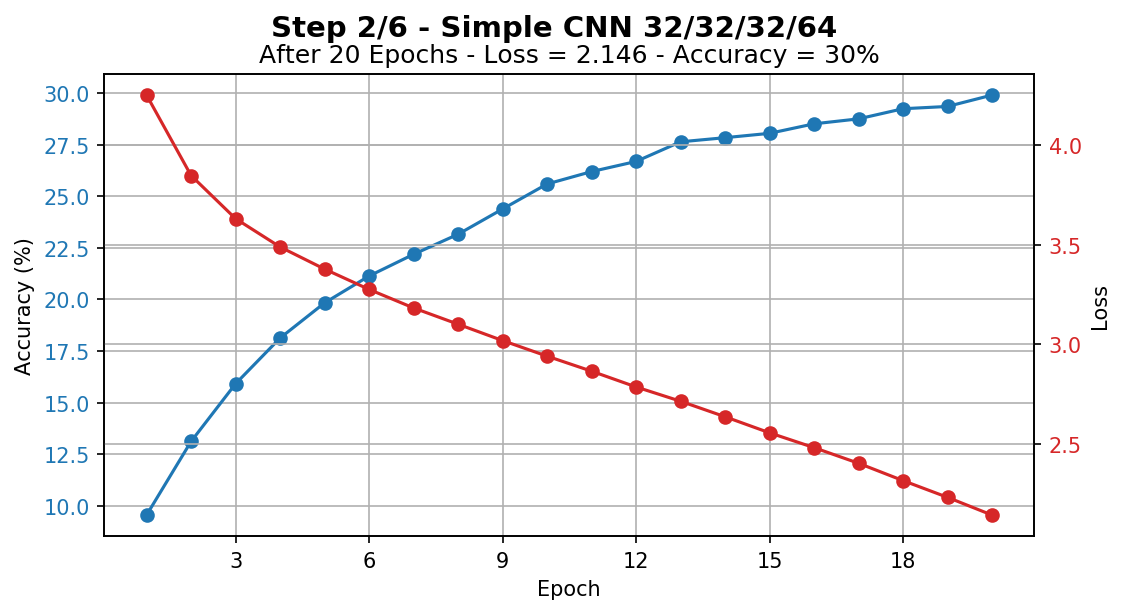 Step 2/6 - Simple CNN 32/32/32/64
After 20 Epochs - Loss = 2.146 - Accuracy = 30%
30.0
27.5
25.0
22.5
20.0
17.5
15.0
12.5
10.0
Accuracy (%)
4.0
3.5
3.0
2.5
Loss
3 6 9 12 15 18
Epoch